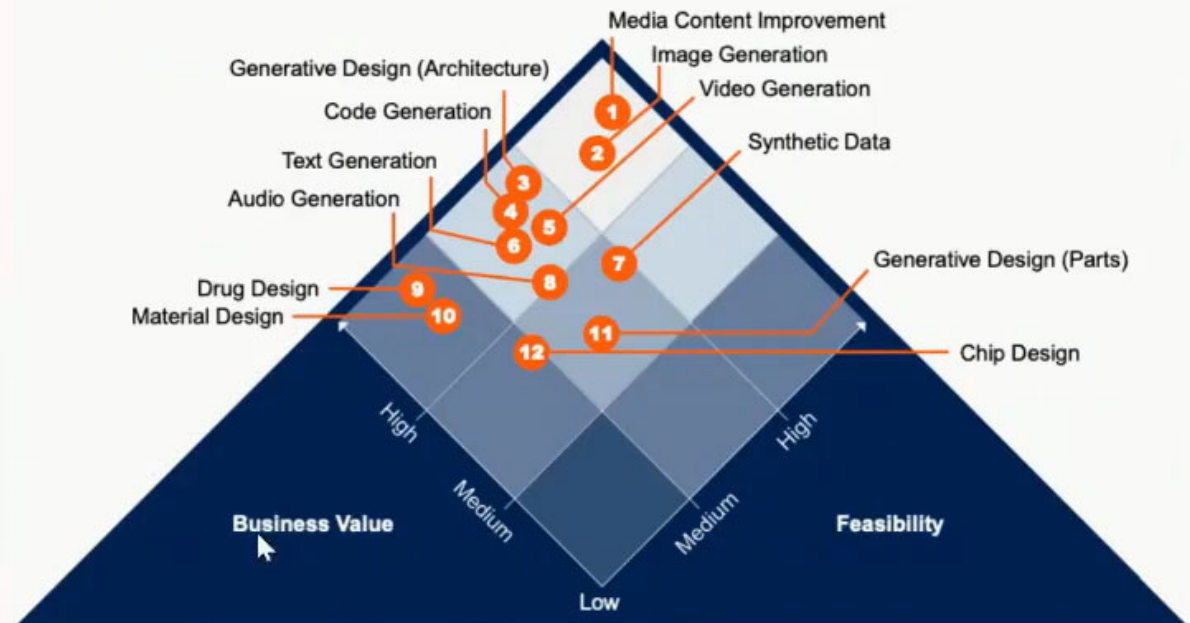 Media Content Improvement
Image Generation
Generative Design (Architecture)
Video Generation
Code Generation
Synthetic Data
Text Generation
Audio Generation
Generative Design (Parts)
Drug Design
Material Design
Chip Design
1
2
3
4
5
6
7
8
9
10
11
12
High
High
Medium
Medium
Business Value
Feasibility
Low